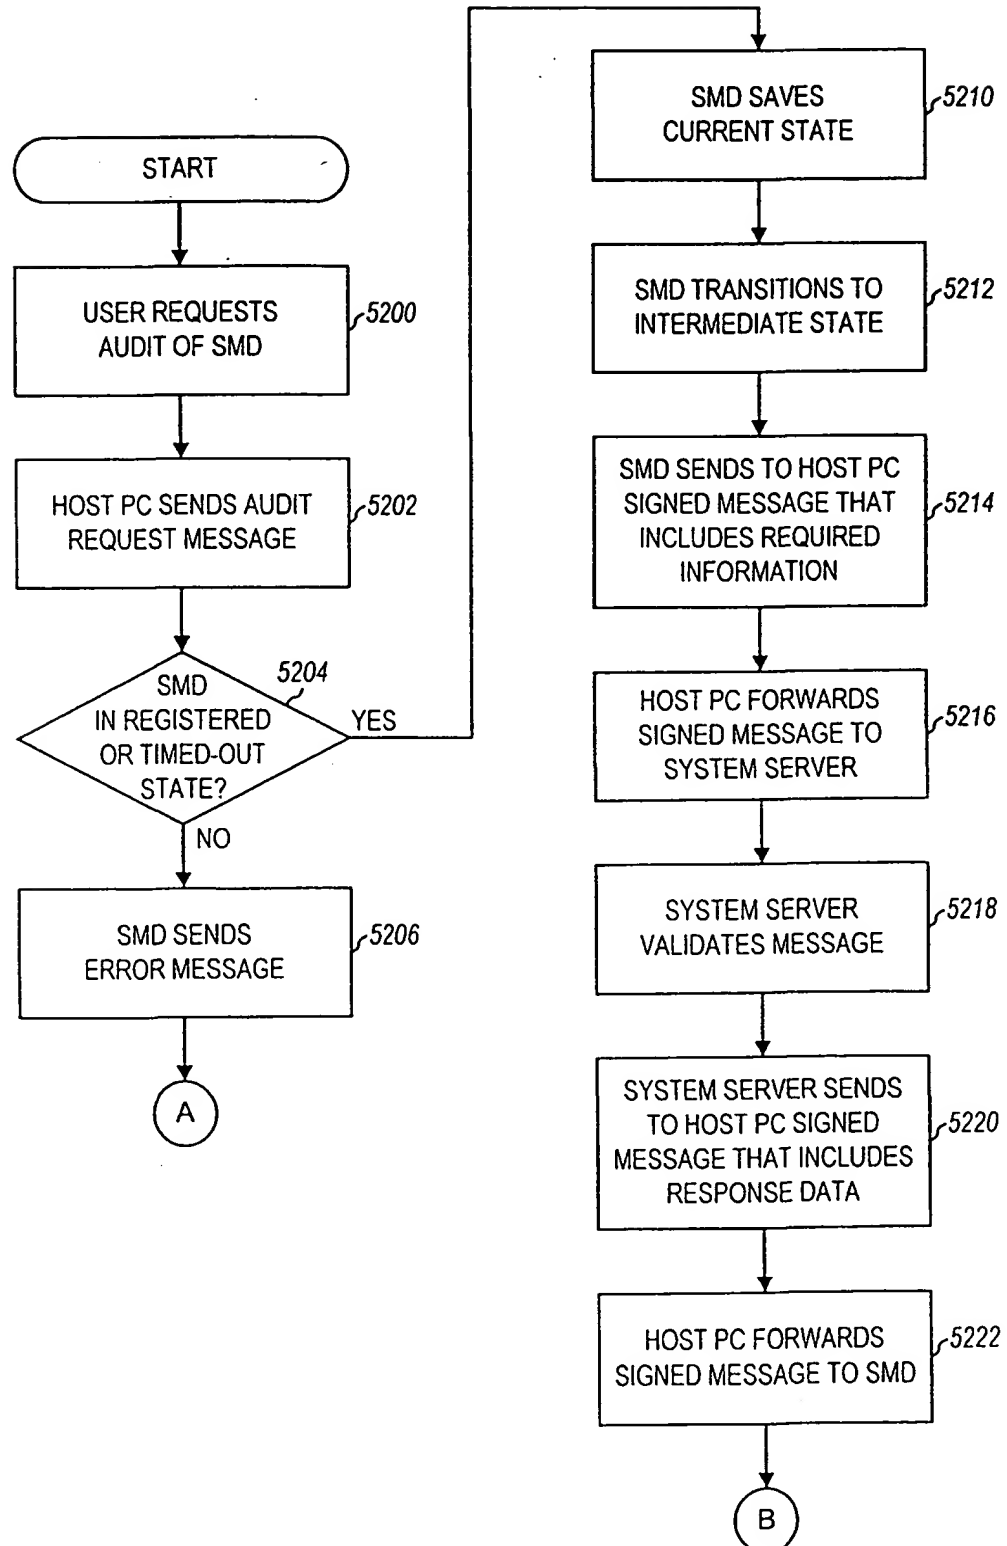 START
USER REQUESTS
AUDIT OF SMD
5200
HOST PC SENDS AUDIT
REQUEST MESSAGE
5202
SMD
IN REGISTERED
OR TIMED-OUT
STATE?
5204
YES
NO
SMD SENDS
ERROR MESSAGE
5206
A
SMD SAVES
CURRENT STATE
5210
SMD TRANSITIONS TO
INTERMEDIATE STATE
5212
SMD SENDS TO HOST PC
SIGNED MESSAGE THAT
INCLUDES REQUIRED
INFORMATION
5214
HOST PC FORWARDS
SIGNED MESSAGE TO
SYSTEM SERVER
5216
SYSTEM SERVER
VALIDATES MESSAGE
5218
SYSTEM SERVER SENDS
TO HOST PC SIGNED
MESSAGE THAT INCLUDES
RESPONSE DATA
5220
HOST PC FORWARDS
SIGNED MESSAGE TO SMD
5222
B